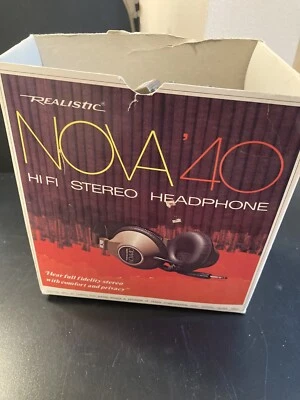 REALISTIC
NOVA '40
HI FI STEREO HEADPHONE
"Hear full fidelity stereo
with comfort and privacy"